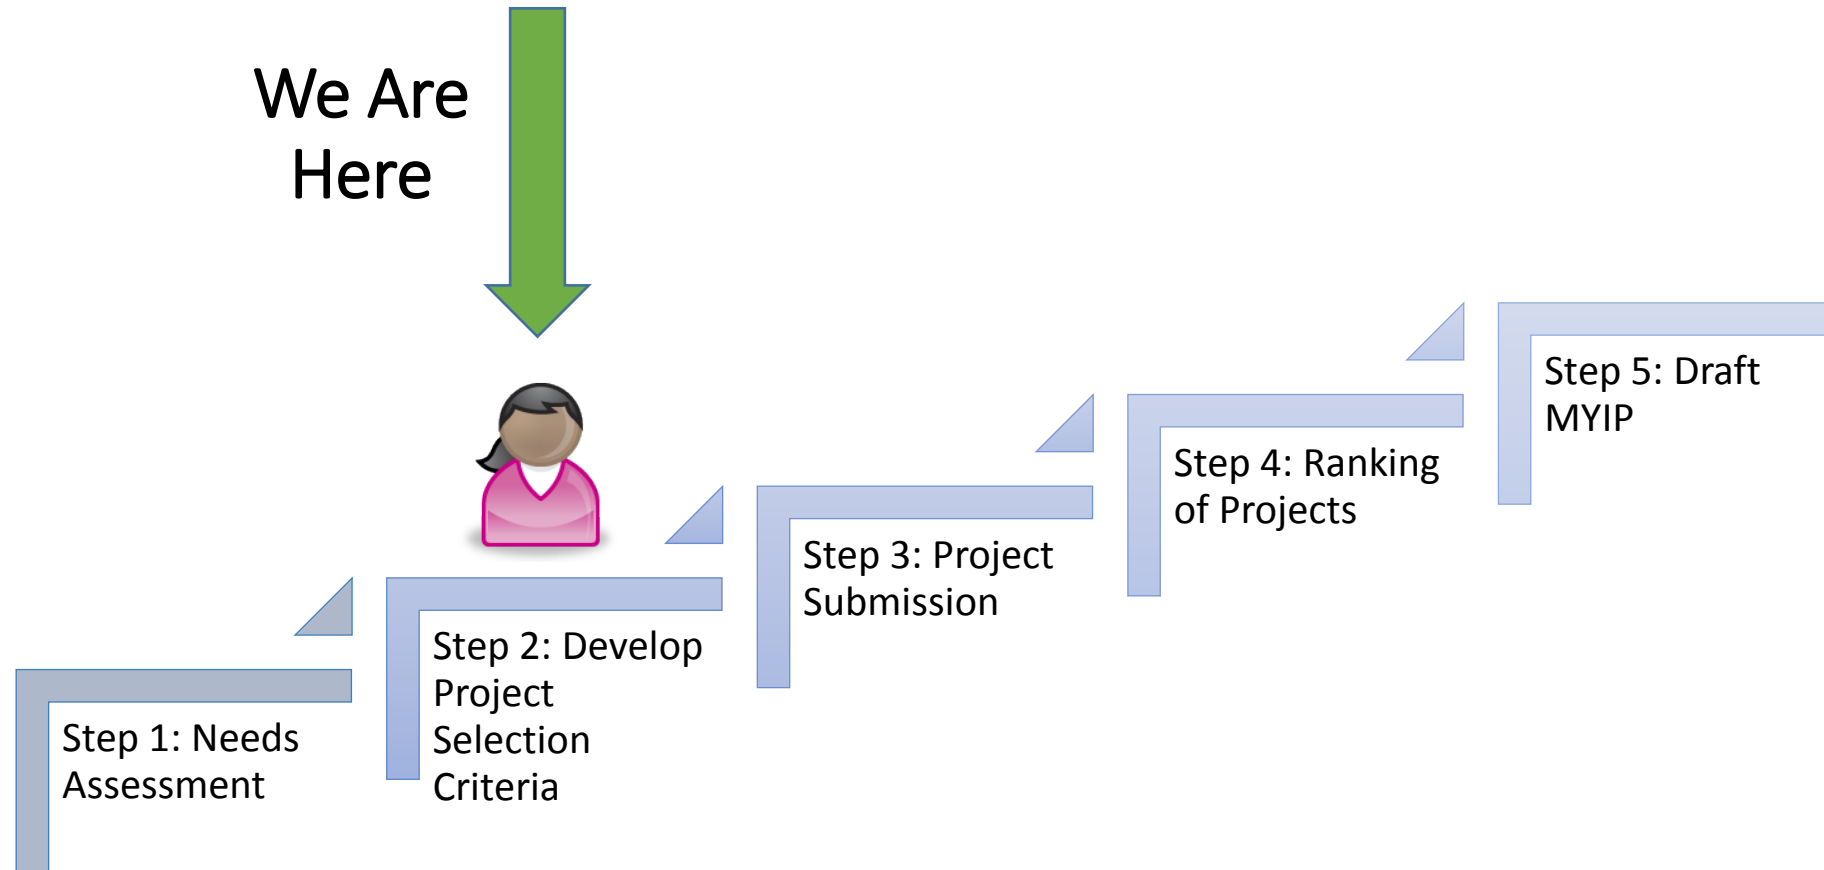 We Are
Here
Step 1: Needs
Assessment
Step 2: Develop
Project
Selection
Criteria
Step 3: Project
Submission
Step 4: Ranking
of Projects
Step 5: Draft
MYIP